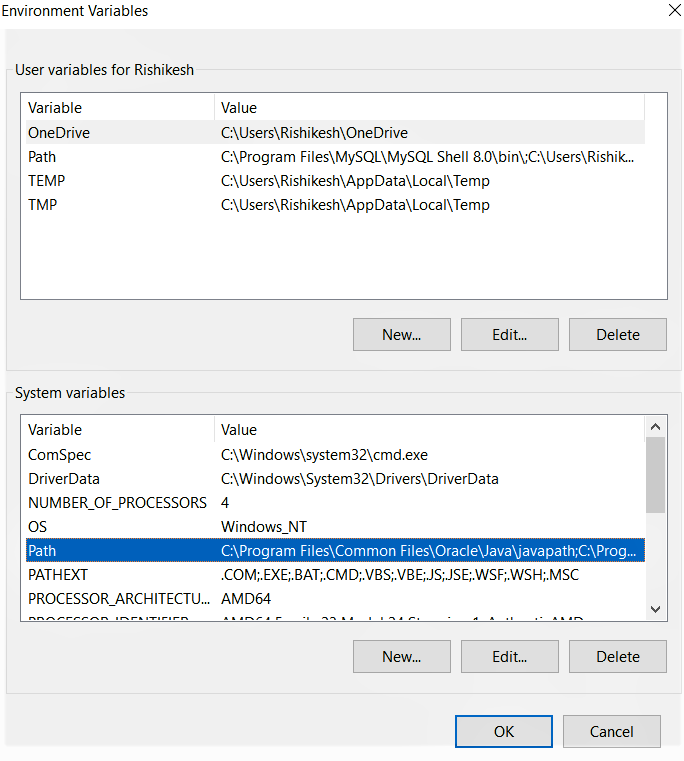 Environment Variables
User variables for Rishikesh
Variable Value
OneDrive C:\Users\Rishikesh\OneDrive
Path C:\Program Files\MySQL\MySQL Shell 8.0\bin\;C:\Users\Rishik...
TEMP C:\Users\Rishikesh\AppData\Local\Temp
TMP C:\Users\Rishikesh\AppData\Local\Temp
New... Edit... Delete
System variables
Variable Value
ComSpec C:\Windows\system32\cmd.exe
DriverData C:\Windows\System32\Drivers\DriverData
NUMBER_OF_PROCESSORS 4
OS Windows_NT
Path C:\Program Files\Common Files\Oracle\Java\javapath;C:\Prog...
PATHEXT .COM;.EXE;.BAT;.CMD;.VBS;.VBE;.JS;.JSE;.WSF;.WSH;.MSC
PROCESSOR_ARCHITECTU... AMD64
New... Edit... Delete
OK Cancel